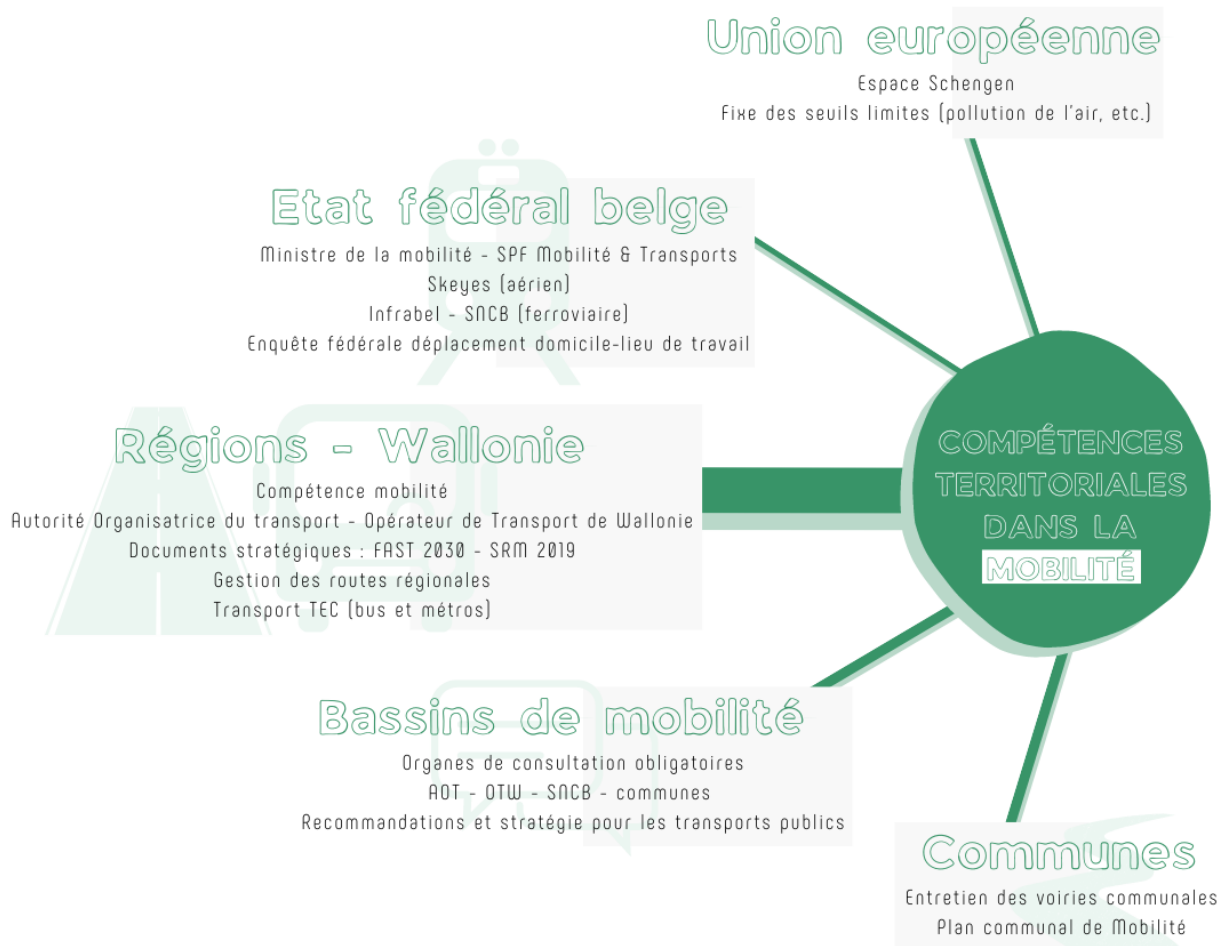 Union européenne
Espace Schengen
Fixe des seuils limites (pollution de l'air, etc.)
Etat fédéral belge
Ministre de la mobilité - SPF Mobilité & Transports
Skeyes (aérien)
Infrabel - SNCB (ferroviaire)
Enquête fédérale déplacement domicile-lieu de travail
Régions - Wallonie
Compétence mobilité
Autorité Organisatrice du transport - Opérateur de Transport de Wallonie
Documents stratégiques : FAST 2030 - SRM 2019
Gestion des routes régionales
Transport TEC (bus et métros)
COMPÉTENCES
TERRITORIALES
DANS LA
MOBILITÉ
Bassins de mobilité
Organes de consultation obligatoires
AOT - OTW - SNCB - communes
Recommandations et stratégie pour les transports publics
Communes
Entretien des voiries communales
Plan communal de Mobilité